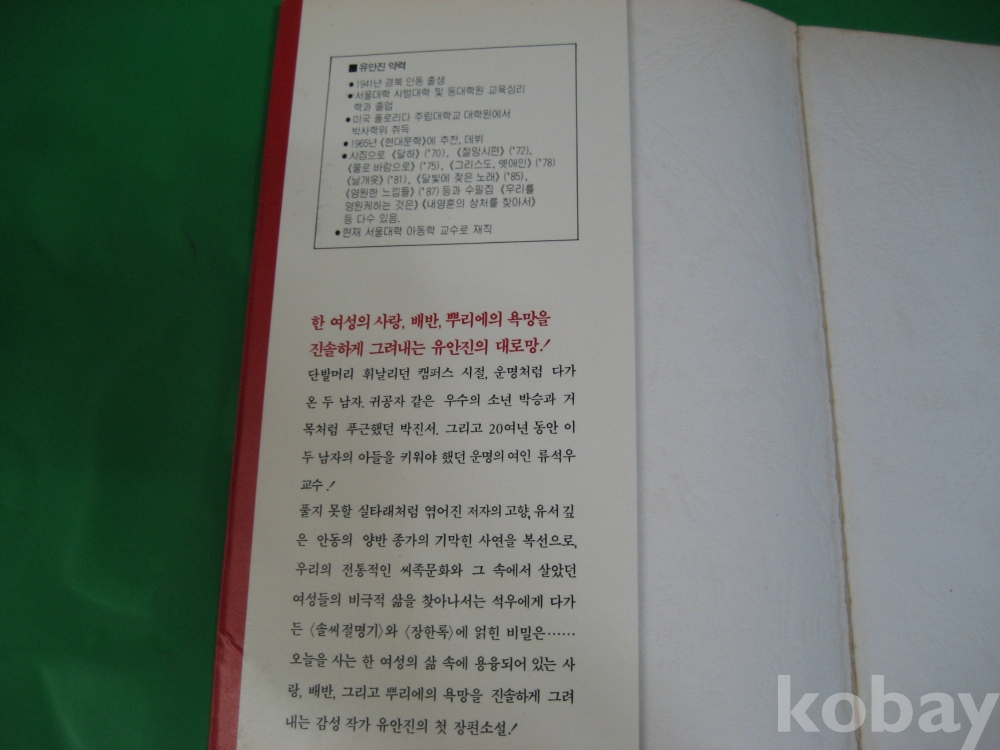 ■유안진 약력
●1941년 경북 안동 출생
●서울대학 사범대학 및 동대학원 교육심리
학과 졸업
●미국 플로리다 주립대학교 대학원에서
박사학위 취득
●1965년 《현대문학》에 추천, 데뷔
●시집으로 《달하》('70), 《절망시편》('72),
《물로 바람으로》('75), 《그리스도, 옛애인》('78)
《날개옷》('81), 《달빛에 젖은 노래》('85),
《영원한 느낌표》('87) 등과 수필집 《우리를
영원케하는 것은》《내영혼의 상처를 찾아서》
등 다수 있음.
●현재 서울대학 아동학 교수로 재직
한 여성의 사랑, 배반, 뿌리에의 욕망을
진솔하게 그려내는 유안진의 대로망!
단발머리 휘날리던 캠퍼스 시절, 운명처럼 다가
온 두 남자. 귀공자 같은 우수의 소년 박승과 거
목처럼 푸근했던 박진서. 그리고 20여년 동안 이
두 남자의 아들을 키워야 했던 운명의 여인 류석우
교수!
풀지 못할 실타래처럼 엮어진 저자의 고향, 유서 깊
은 안동의 양반 종가의 기막힌 사연을 복선으로,
우리의 전통적인 씨족문화와 그 속에서 살았던
여성들의 비극적 삶을 찾아나서는 석우에게 다가
든 〈솔씨절명기〉와 〈장한록〉에 얽힌 비밀은……
오늘을 사는 한 여성의 삶 속에 용융되어 있는 사
랑, 배반, 그리고 뿌리에의 욕망을 진솔하게 그려
내는 감성 작가 유안진의 첫 장편소설!
kobay